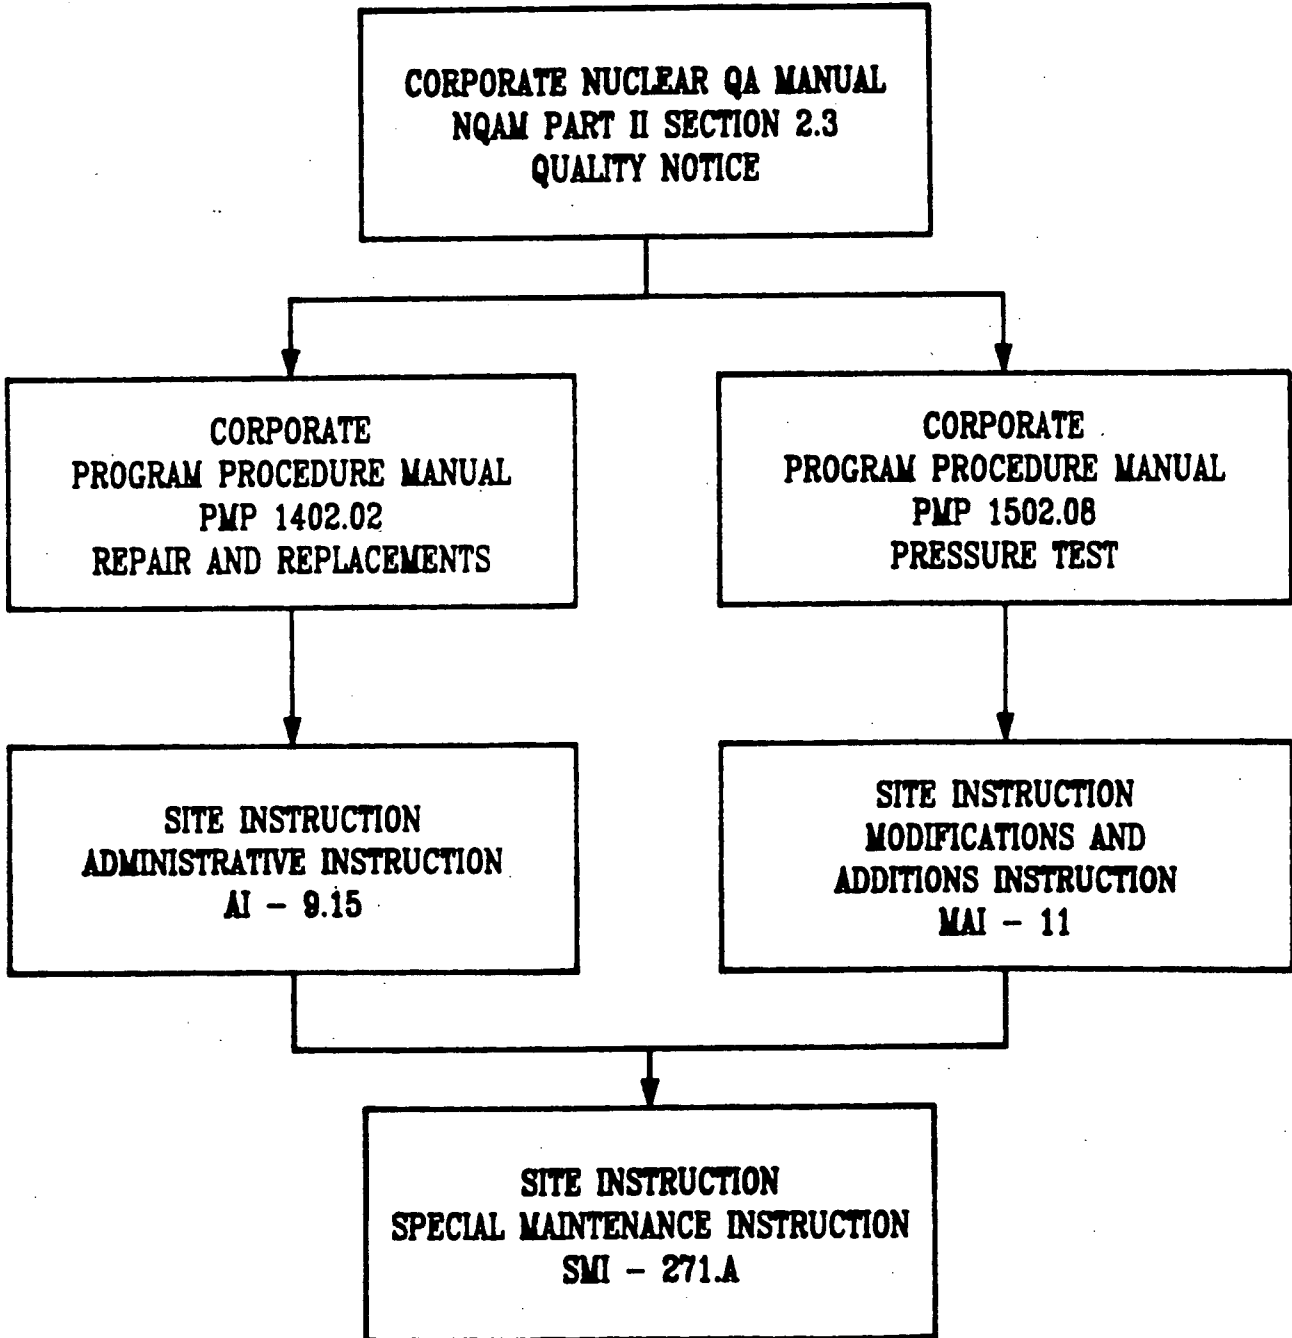 CORPORATE NUCLEAR QA MANUAL
NQAM PART II SECTION 2.3
QUALITY NOTICE
CORPORATE
PROGRAM PROCEDURE MANUAL
PMP 1402.02
REPAIR AND REPLACEMENTS
CORPORATE
PROGRAM PROCEDURE MANUAL
PMP 1502.08
PRESSURE TEST
SITE INSTRUCTION
ADMINISTRATIVE INSTRUCTION
AI - 9.15
SITE INSTRUCTION
MODIFICATIONS AND
ADDITIONS INSTRUCTION
MAI - 11
SITE INSTRUCTION
SPECIAL MAINTENANCE INSTRUCTION
SMI - 271.A